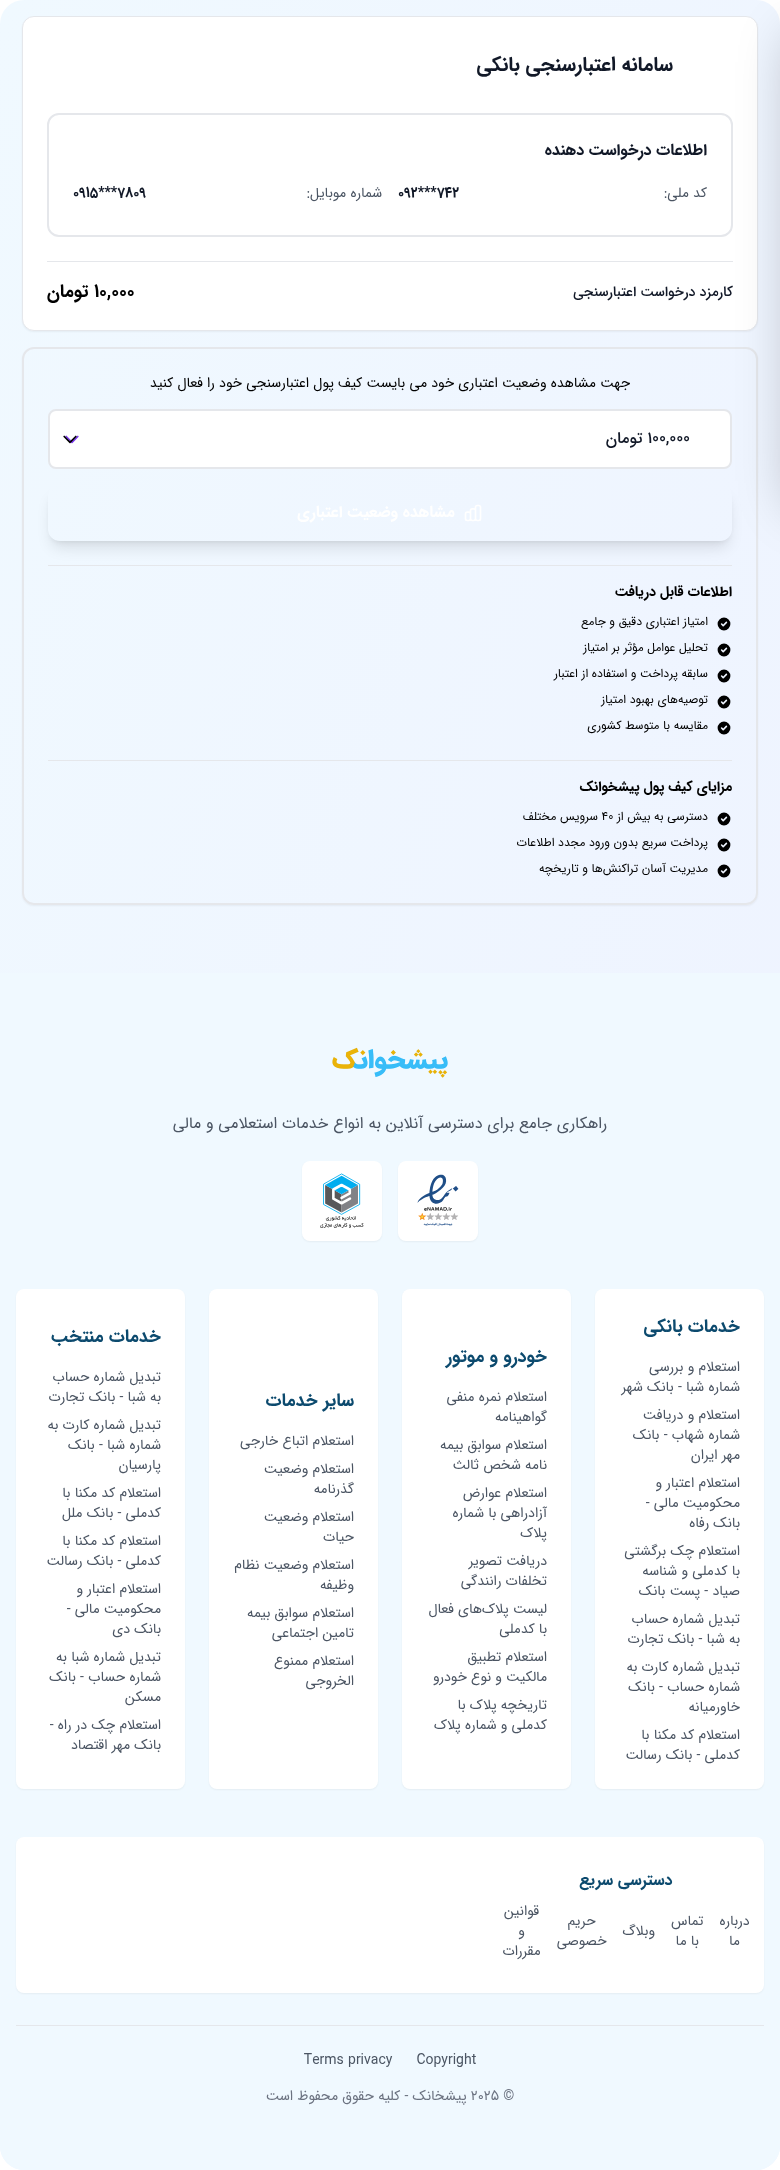 سامانه اعتبارسنجی بانکی
اطلاعات درخواست دهنده
کد ملی: ۰۹۲***۷۴۲ شماره موبایل: ۰۹۱۵***۷۸۰۹
کارمزد درخواست اعتبارسنجی ۱۰,۰۰۰ تومان
جهت مشاهده وضعیت اعتباری خود می بایست کیف پول اعتبارسنجی خود را فعال کنید
۱۰۰,۰۰۰ تومان
مشاهده وضعیت اعتباری
اطلاعات قابل دریافت
امتیاز اعتباری دقیق و جامع
تحلیل عوامل مؤثر بر امتیاز
سابقه پرداخت و استفاده از اعتبار
توصیه‌های بهبود امتیاز
مقایسه با متوسط کشوری
مزایای کیف پول پیشخوانک
دسترسی به بیش از ۴۰ سرویس مختلف
پرداخت سریع بدون ورود مجدد اطلاعات
مدیریت آسان تراکنش‌ها و تاریخچه
پیشخوانک
راهکاری جامع برای دسترسی آنلاین به انواع خدمات استعلامی و مالی
eNAMAD.ir
اتحادیه کشوری
کسب و کارهای مجازی
خدمات بانکی
استعلام و بررسی
شماره شبا - بانک شهر
استعلام و دریافت
شماره شهاب - بانک
مهر ایران
استعلام اعتبار و
محکومیت مالی -
بانک رفاه
استعلام چک برگشتی
با کدملی و شناسه
صیاد - پست بانک
تبدیل شماره حساب
به شبا - بانک تجارت
تبدیل شماره کارت به
شماره حساب - بانک
خاورمیانه
استعلام کد مکنا با
کدملی - بانک رسالت
خودرو و موتور
استعلام نمره منفی
گواهینامه
استعلام سوابق بیمه
نامه شخص ثالث
استعلام عوارض
آزادراهی با شماره
پلاک
دریافت تصویر
تخلفات رانندگی
لیست پلاک‌های فعال
با کدملی
استعلام تطبیق
مالکیت و نوع خودرو
تاریخچه پلاک با
کدملی و شماره پلاک
سایر خدمات
استعلام اتباع خارجی
استعلام وضعیت
گذرنامه
استعلام وضعیت
حیات
استعلام وضعیت نظام
وظیفه
استعلام سوابق بیمه
تامین اجتماعی
استعلام ممنوع
الخروجی
خدمات منتخب
تبدیل شماره حساب
به شبا - بانک تجارت
تبدیل شماره کارت به
شماره شبا - بانک
پارسیان
استعلام کد مکنا با
کدملی - بانک ملل
استعلام کد مکنا با
کدملی - بانک رسالت
استعلام اعتبار و
محکومیت مالی -
بانک دی
تبدیل شماره شبا به
شماره حساب - بانک
مسکن
استعلام چک در راه -
بانک مهر اقتصاد
دسترسی سریع
درباره
ما
تماس
با ما
وبلاگ
حریم
خصوصی
قوانین
و
مقررات
Terms privacy Copyright
© ۲۰۲۵ پیشخانک - کلیه حقوق محفوظ است